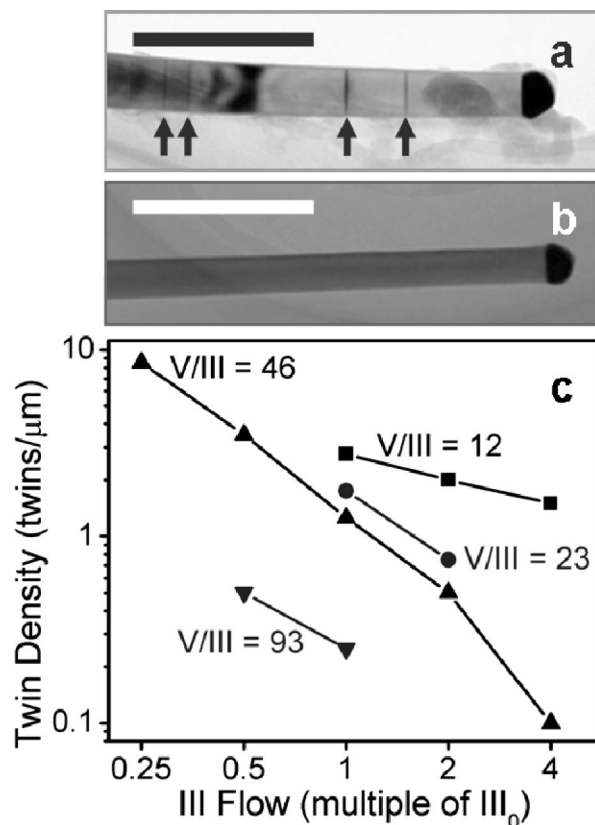 a
b
c
10
1
0.1
Twin Density (twins/μm)
V/III = 46
V/III = 12
V/III = 23
V/III = 93
0.25 0.5 1 2 4
III Flow (multiple of III₀)